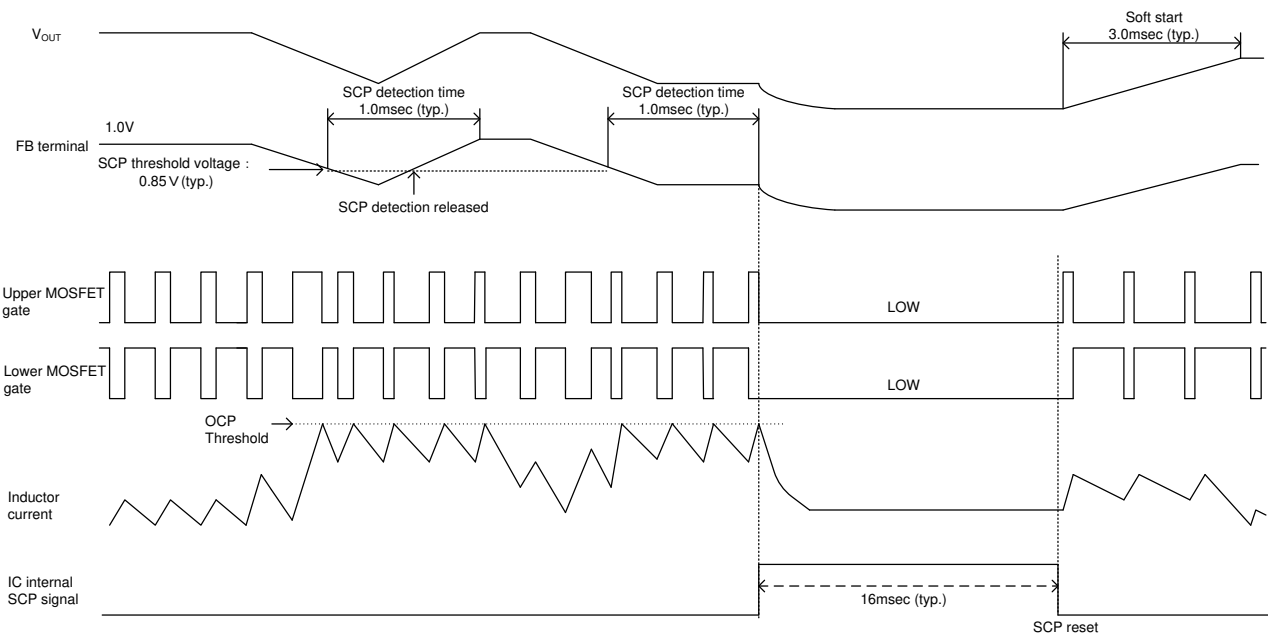 Soft start
3.0msec (typ.)
VOUT
SCP detection time
1.0msec (typ.)
SCP detection time
1.0msec (typ.)
1.0V
FB terminal
SCP threshold voltage :
0.85V (typ.)
SCP detection released
Upper MOSFET
gate
LOW
Lower MOSFET
gate
LOW
OCP
Threshold
Inductor
current
IC internal
SCP signal
16msec (typ.)
SCP reset